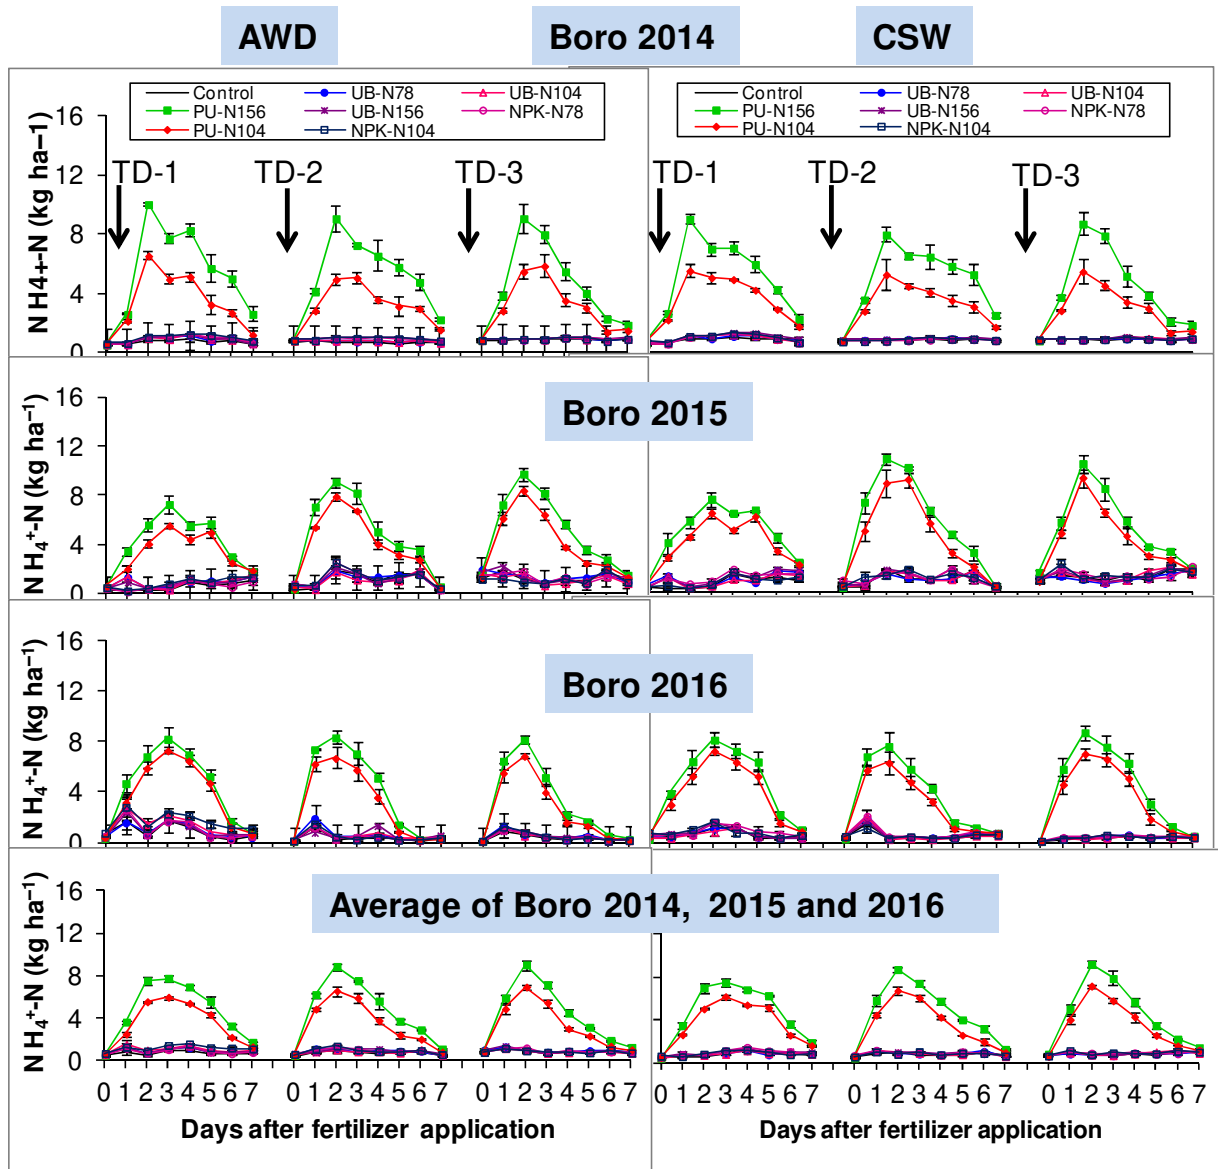 AWD Boro 2014 CSW
Control UB-N78 UB-N104
PU-N156 UB-N156 NPK-N78
PU-N104 NPK-N104
Control UB-N78 UB-N104
PU-N156 UB-N156 NPK-N78
PU-N104 NPK-N104
N H4+-N (kg ha–1)
16
12
8
4
0
TD-1 TD-2 TD-3
TD-1 TD-2 TD-3
Boro 2015
N H₄⁺-N (kg ha⁻¹)
16
12
8
4
0
Boro 2016
N H₄⁺-N (kg ha⁻¹)
16
12
8
4
0
Average of Boro 2014, 2015 and 2016
N H₄⁺-N (kg ha⁻¹)
16
12
8
4
0
0 1 2 3 4 5 6 7 0 1 2 3 4 5 6 7 0 1 2 3 4 5 6 7
0 1 2 3 4 5 6 7 0 1 2 3 4 5 6 7 0 1 2 3 4 5 6 7
Days after fertilizer application
Days after fertilizer application